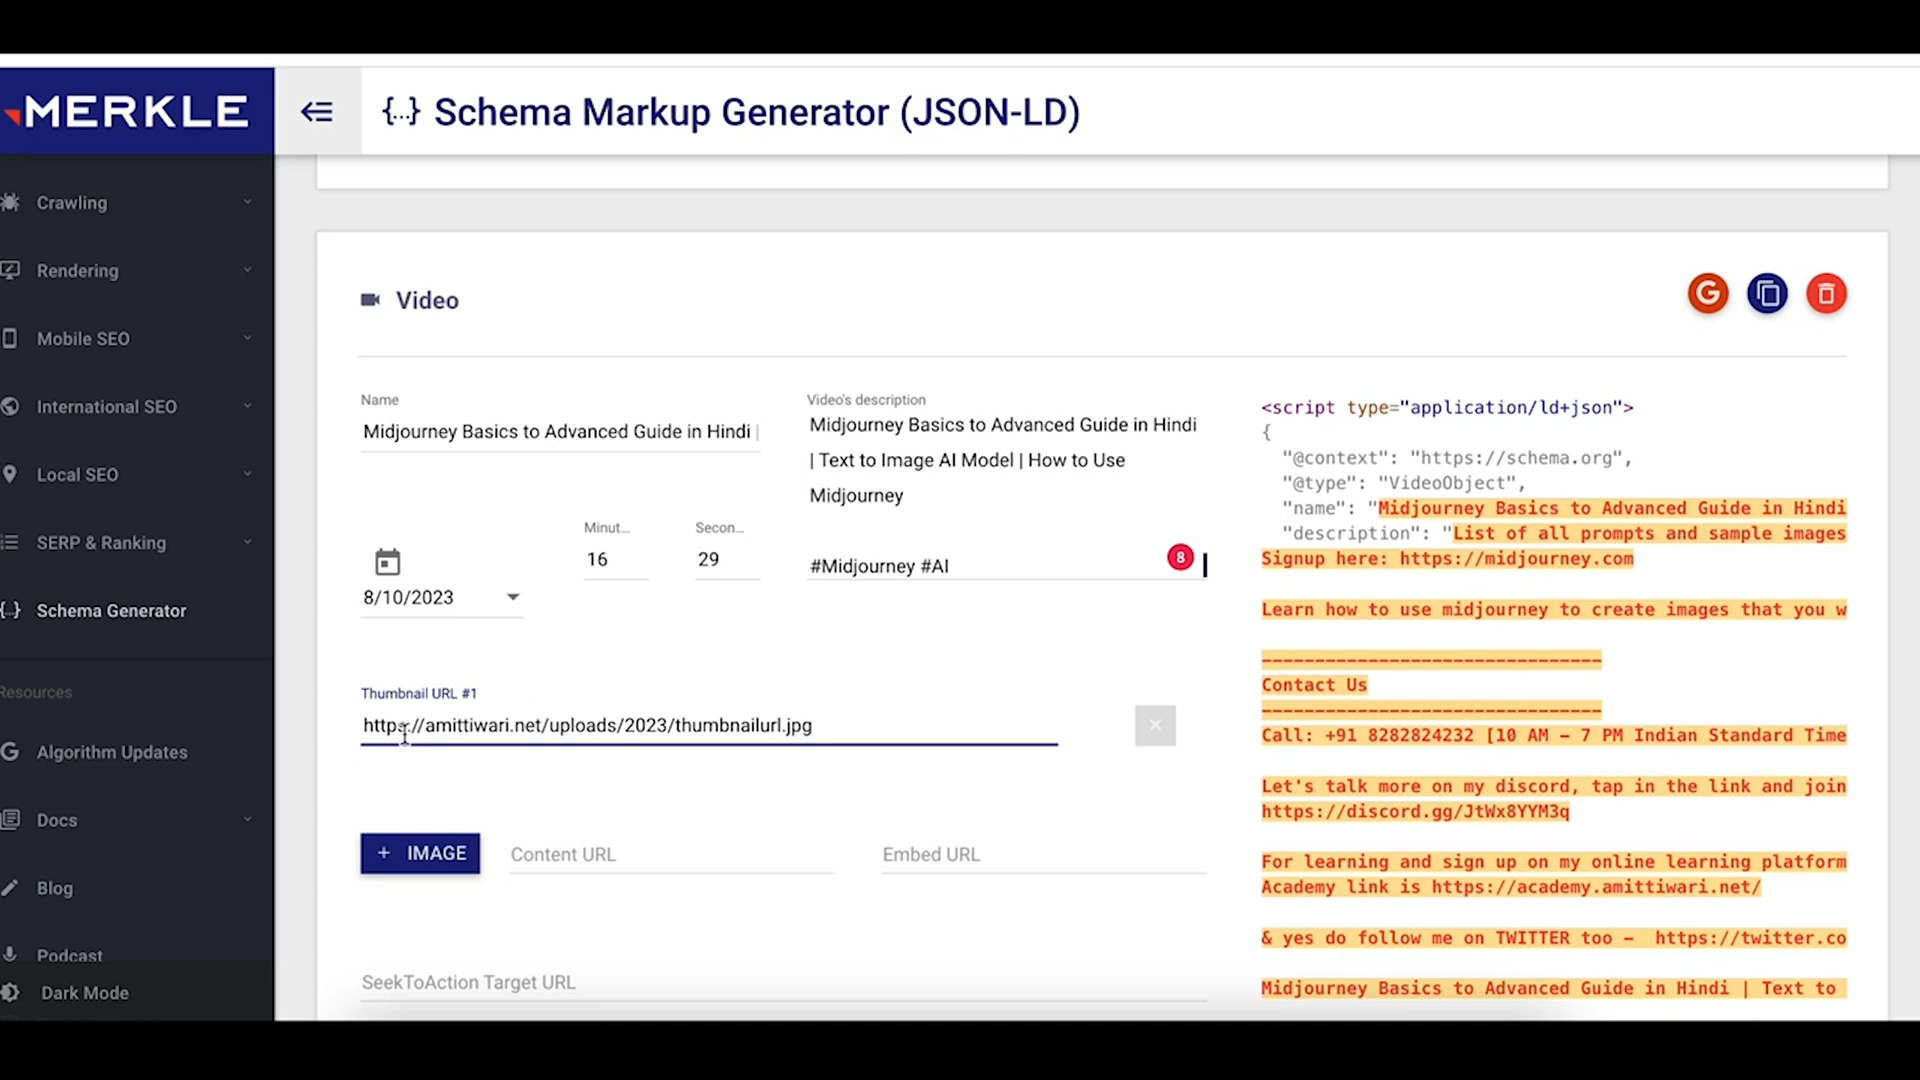 MERKLE
{...} Schema Markup Generator (JSON-LD)
Crawling
Rendering
Mobile SEO
International SEO
Local SEO
SERP & Ranking
{..} Schema Generator
Resources
Algorithm Updates
Docs
Blog
Podcast
Dark Mode
Video
G
Name
Midjourney Basics to Advanced Guide in Hindi |
Video's description
Midjourney Basics to Advanced Guide in Hindi
| Text to Image AI Model | How to Use
Midjourney
#Midjourney #AI
8
Minut...
16
Secon...
29
8/10/2023
Thumbnail URL #1
https://amittiwari.net/uploads/2023/thumbnailurl.jpg
+ IMAGE
Content URL
Embed URL
SeekToAction Target URL
<script type="application/ld+json">
{
"@context": "https://schema.org",
"@type": "VideoObject",
"name": "Midjourney Basics to Advanced Guide in Hindi
"description": "List of all prompts and sample images
Signup here: https://midjourney.com
Learn how to use midjourney to create images that you w
--------------------------------
Contact Us
--------------------------------
Call: +91 8282824232 [10 AM – 7 PM Indian Standard Time
Let's talk more on my discord, tap in the link and join
https://discord.gg/JtWx8YYM3q
For learning and sign up on my online learning platform
Academy link is https://academy.amittiwari.net/
& yes do follow me on TWITTER too – https://twitter.co
Midjourney Basics to Advanced Guide in Hindi | Text to